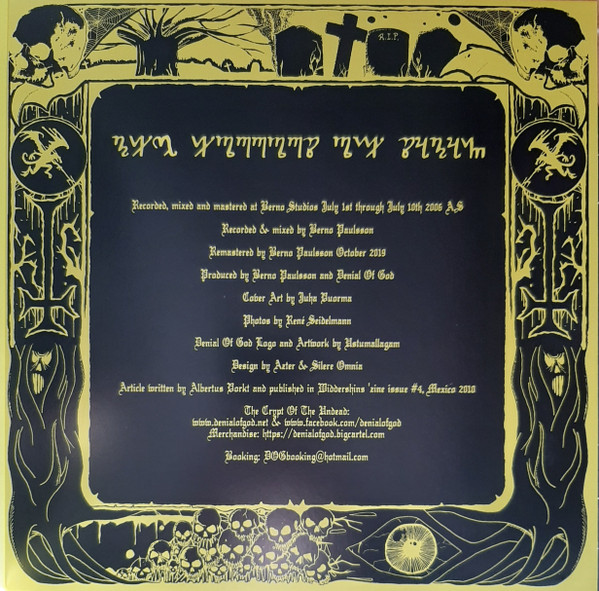 R.I.P.
Recorded, mixed and mastered at Berno Studios July 1st through July 10th 2006 A.S
Recorded & mixed by Berno Paulsson
Remastered by Berno Paulsson October 2019
Produced by Berno Paulsson and Denial Of God
Cover Art by Juha Vuorma
Photos by René Seidelmann
Denial Of God Logo and Artwork by Ustumallagam
Design by Azter & Silere Omnia
Article written by Albertus Vorkt and published in Widdershins 'zine issue #4, Mexico 2018
The Crypt Of The Undead:
www.denialofgod.net & www.facebook.com/denialofgod
Merchandise: https://denialofgod.bigcartel.com
Booking: DOGbooking@hotmail.com